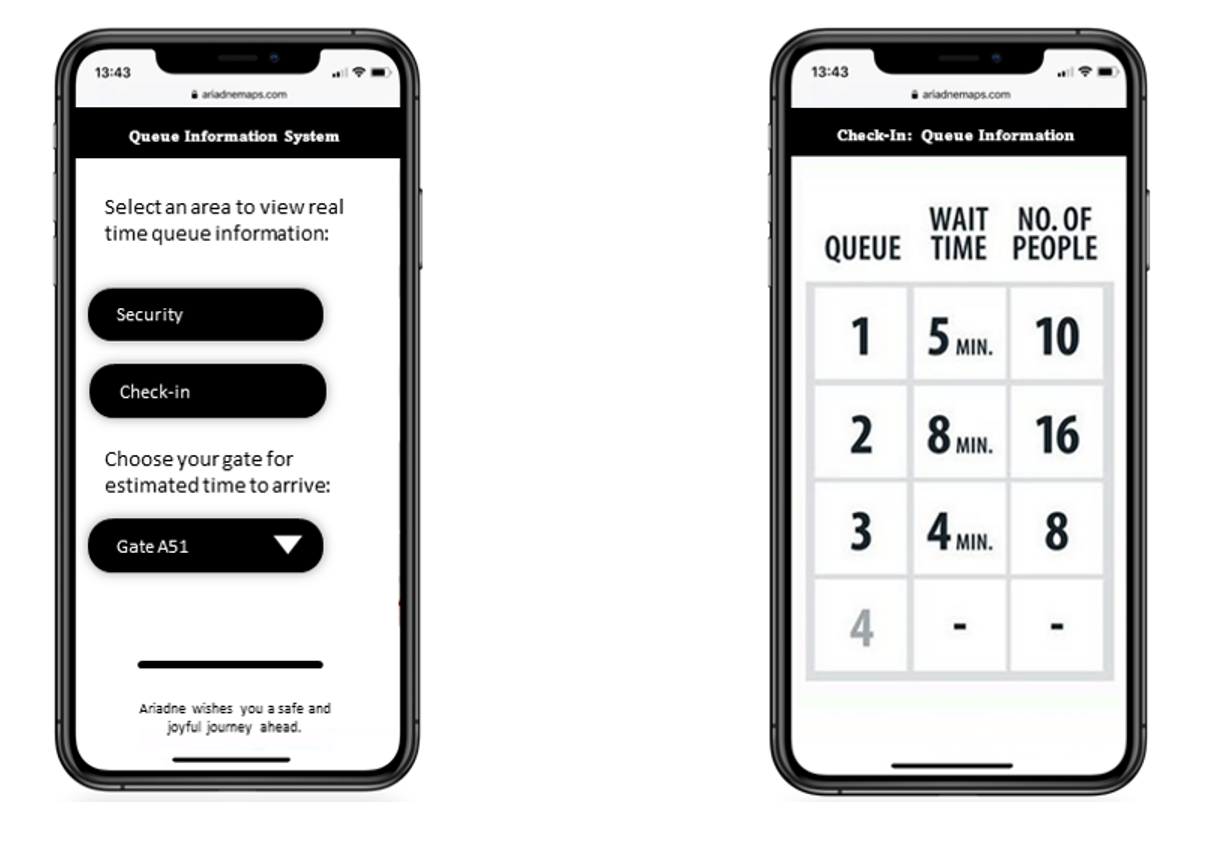 13:43
ariadnemaps.com
Queue Information System
Select an area to view real
time queue information:
Security
Check-in
Choose your gate for
estimated time to arrive:
Gate A51
Ariadne wishes you a safe and
joyful journey ahead.
13:43
ariadnemaps.com
Check-In: Queue Information
QUEUE WAIT TIME NO. OF PEOPLE
1 5 MIN. 10
2 8 MIN. 16
3 4 MIN. 8
4 - -